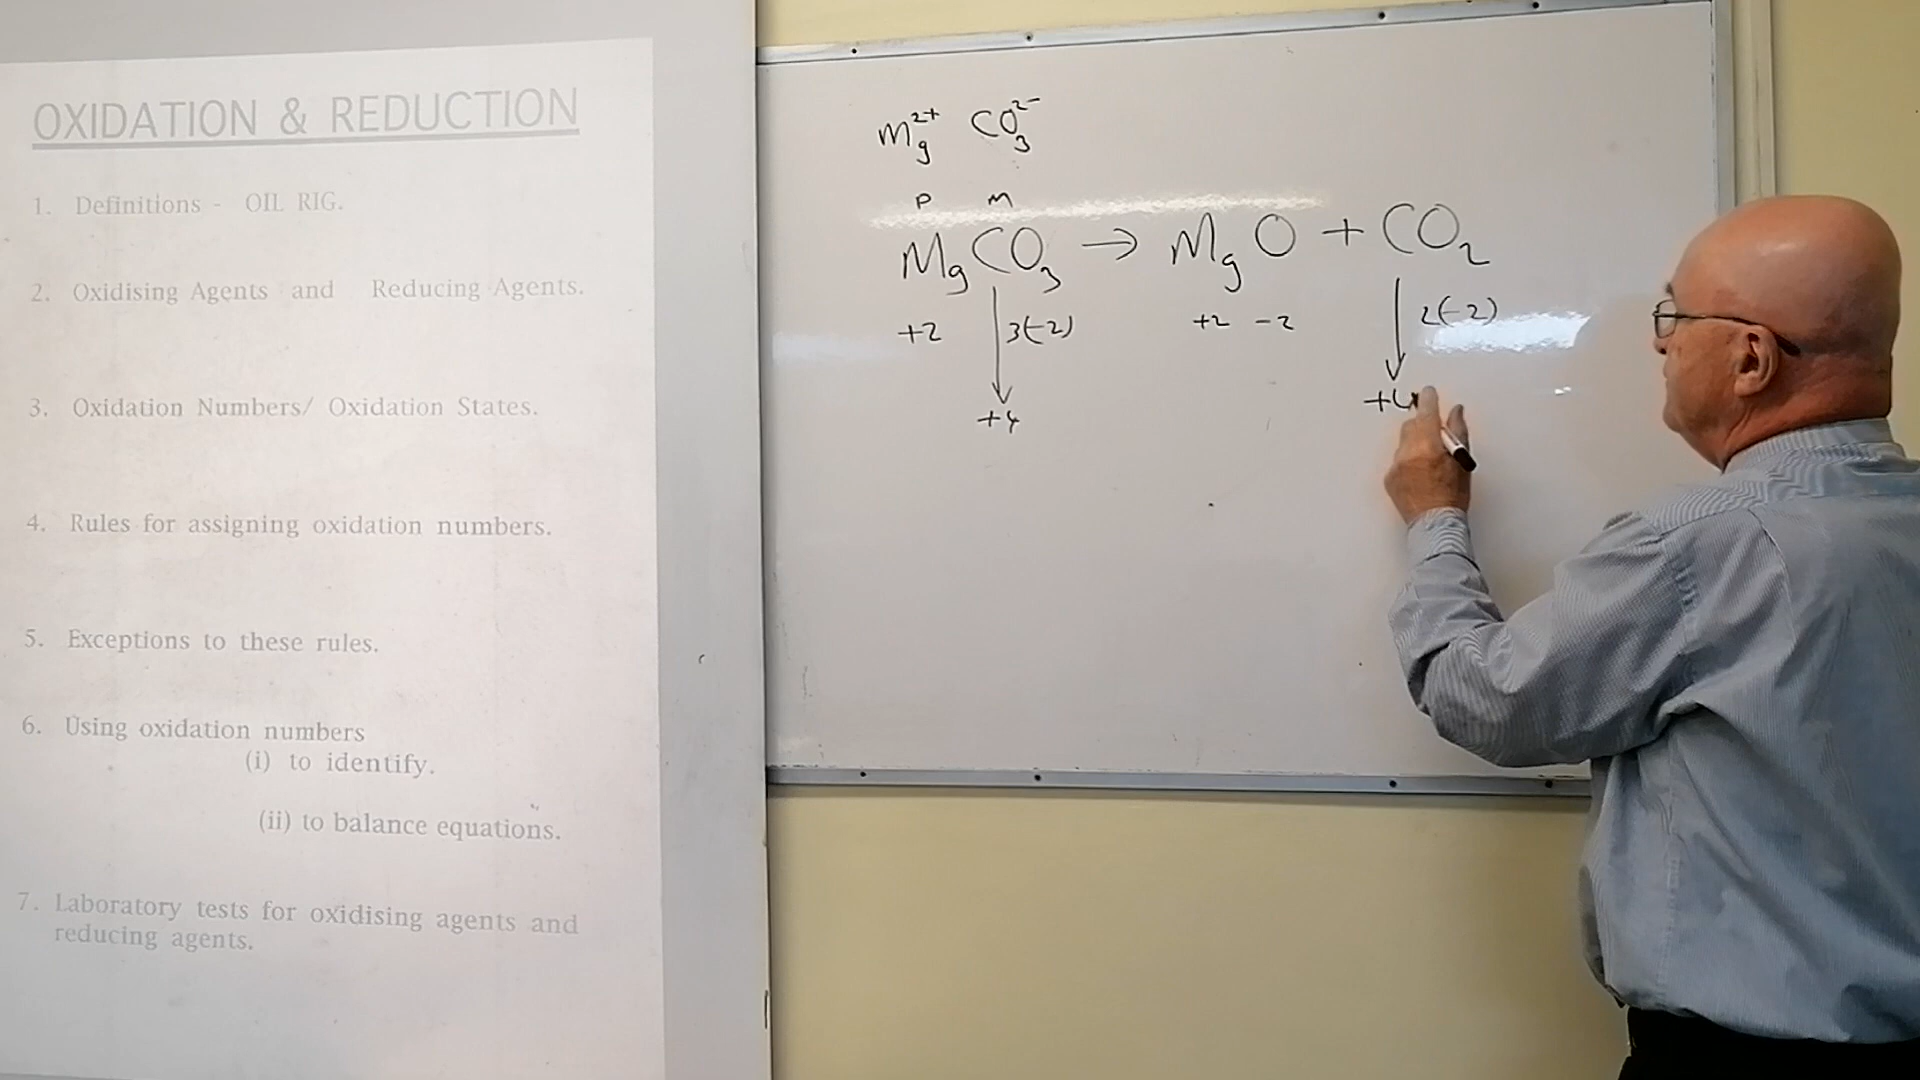 OXIDATION & REDUCTION
1. Definitions - OIL RIG.
2. Oxidising Agents and Reducing Agents.
3. Oxidation Numbers/ Oxidation States.
4. Rules for assigning oxidation numbers.
5. Exceptions to these rules.
6. Using oxidation numbers
(i) to identify.
(ii) to balance equations.
7. Laboratory tests for oxidising agents and
reducing agents.
Mg²⁺ CO₃²⁻
P M
MgCO₃ → MgO + CO₂
+2 3(-2) +2 -2 2(-2)
+4 +4